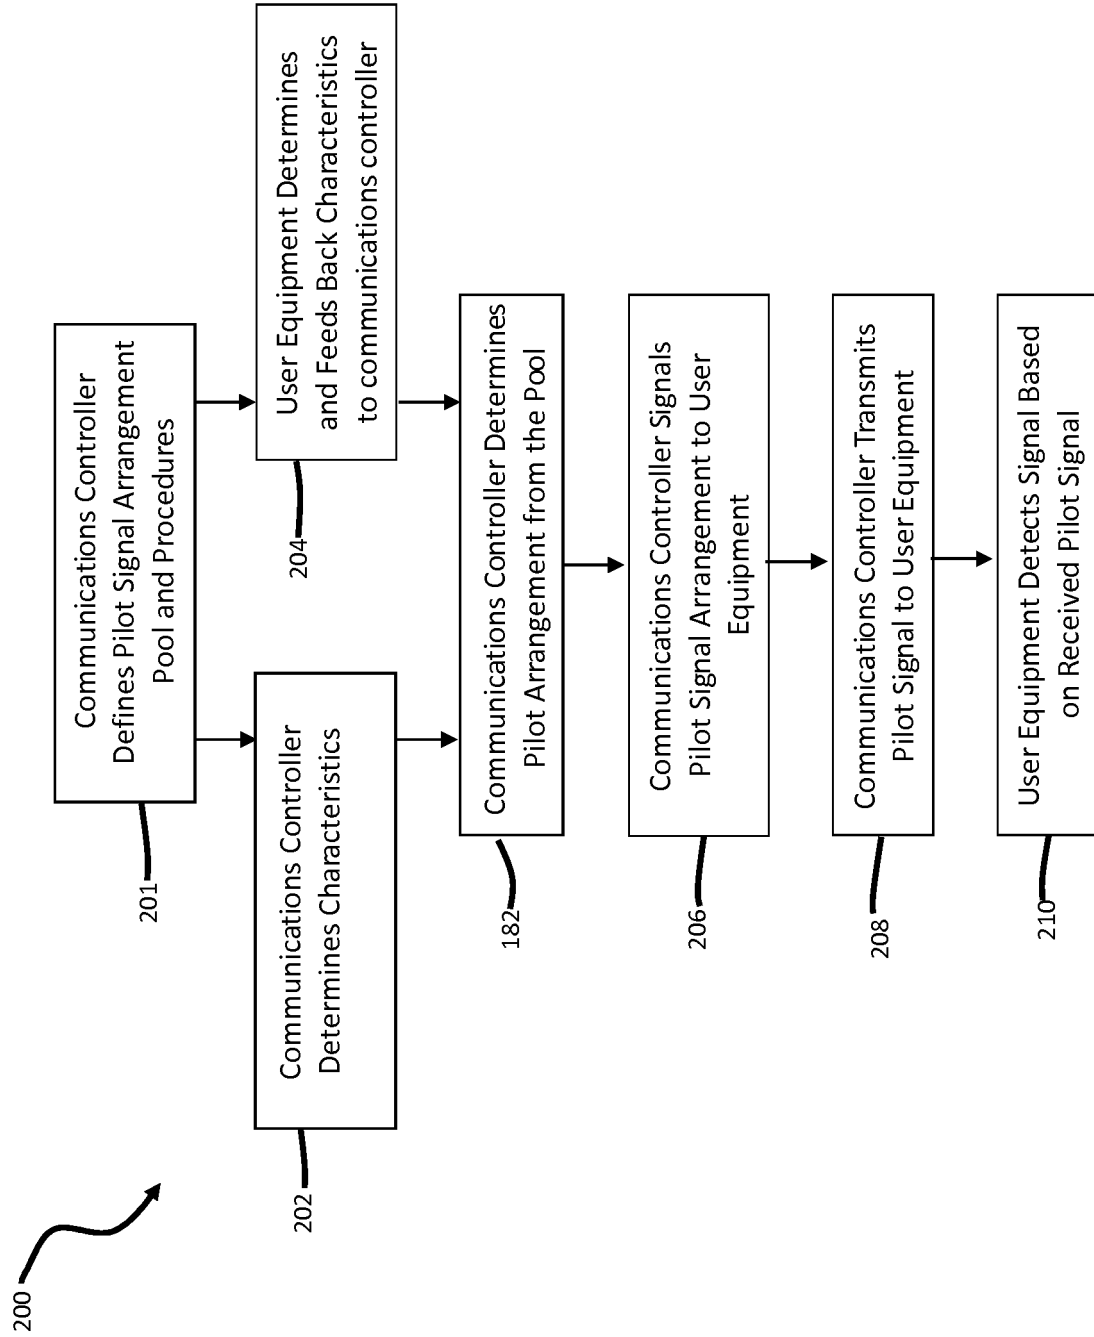 200
201
Communications Controller
Defines Pilot Signal Arrangement
Pool and Procedures
202
Communications Controller
Determines Characteristics
204
User Equipment Determines
and Feeds Back Characteristics
to communications controller
182
Communications Controller Determines
Pilot Arrangement from the Pool
206
Communications Controller Signals
Pilot Signal Arrangement to User
Equipment
208
Communications Controller Transmits
Pilot Signal to User Equipment
210
User Equipment Detects Signal Based
on Received Pilot Signal